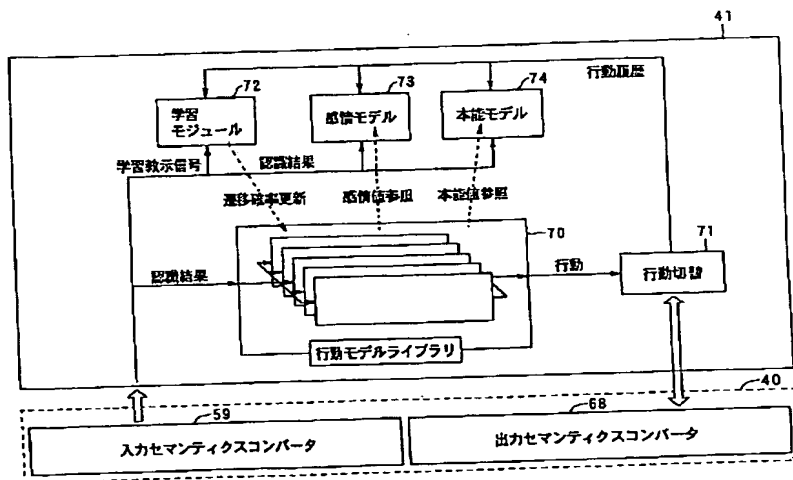 41
行動履歴
72
学習
モジュール
73
感情モデル
74
本能モデル
学習教示信号
認識結果
遷移確率更新
感情値参照
本能値参照
70
認識結果
行動
71
行動切替
行動モデルライブラリ
40
59
入力セマンティクスコンバータ
68
出力セマンティクスコンバータ